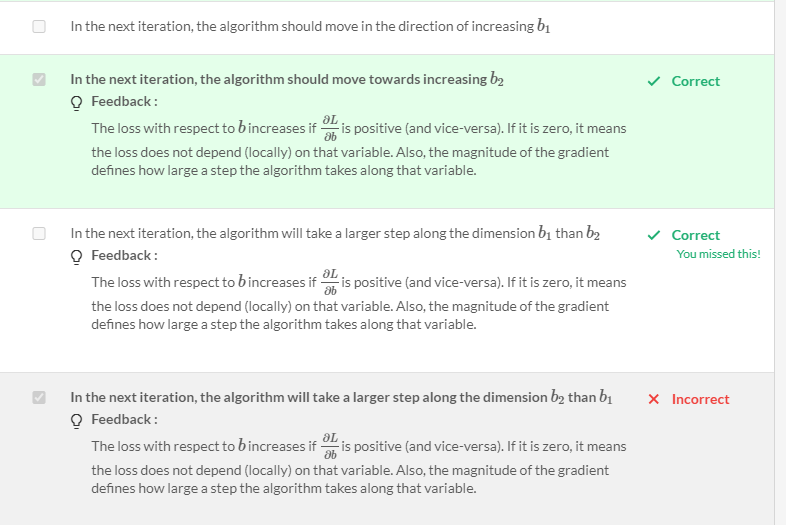 In the next iteration, the algorithm should move in the direction of increasing b₁
In the next iteration, the algorithm should move towards increasing b₂
Correct
Feedback :
The loss with respect to b increases if ∂L/∂b is positive (and vice-versa). If it is zero, it means
the loss does not depend (locally) on that variable. Also, the magnitude of the gradient
defines how large a step the algorithm takes along that variable.
In the next iteration, the algorithm will take a larger step along the dimension b₁ than b₂
Correct
You missed this!
Feedback :
The loss with respect to b increases if ∂L/∂b is positive (and vice-versa). If it is zero, it means
the loss does not depend (locally) on that variable. Also, the magnitude of the gradient
defines how large a step the algorithm takes along that variable.
In the next iteration, the algorithm will take a larger step along the dimension b₂ than b₁
Incorrect
Feedback :
The loss with respect to b increases if ∂L/∂b is positive (and vice-versa). If it is zero, it means
the loss does not depend (locally) on that variable. Also, the magnitude of the gradient
defines how large a step the algorithm takes along that variable.